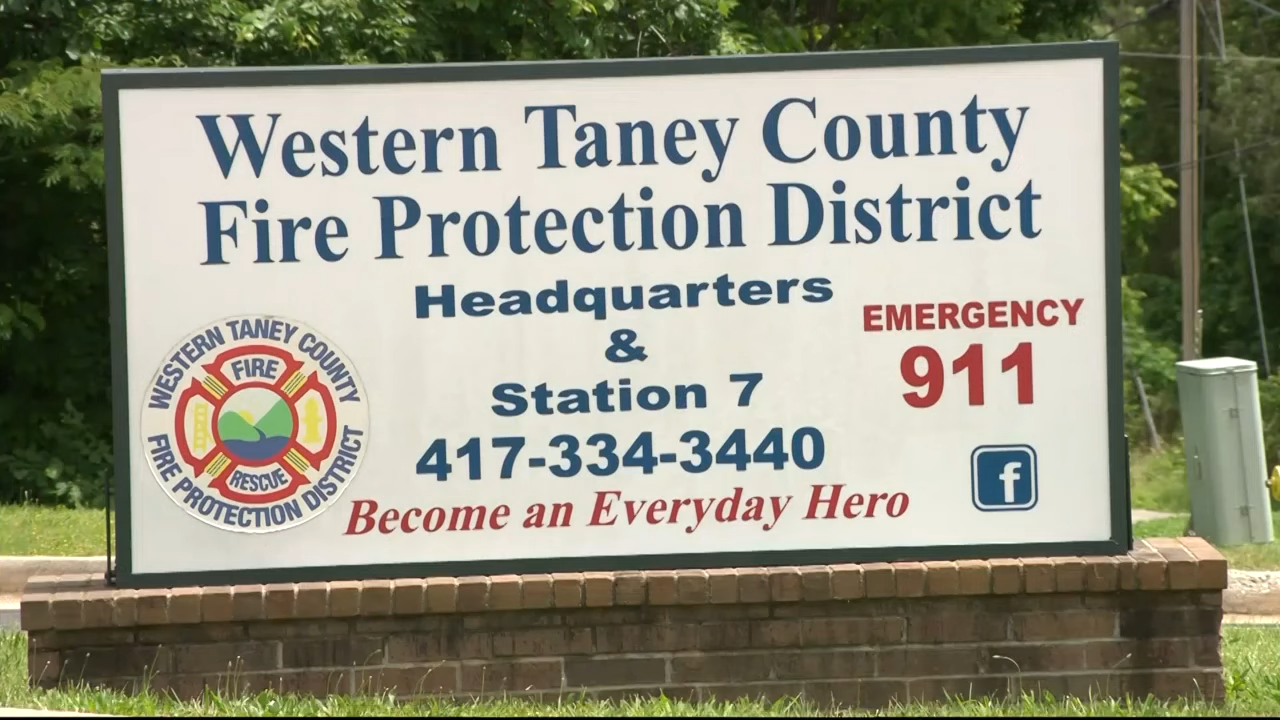 Western Taney County
Fire Protection District
Headquarters
&
Station 7
417-334-3440
Become an Everyday Hero
EMERGENCY
911
f
WESTERN TANEY COUNTY
FIRE
RESCUE
FIRE PROTECTION DISTRICT